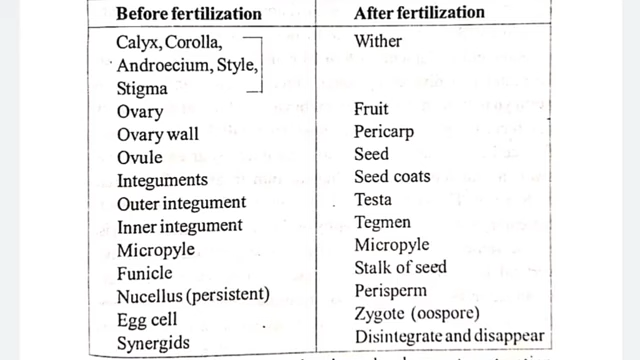 Before fertilization After fertilization
Calyx, Corolla, Wither
Androecium, Style,
Stigma
Ovary Fruit
Ovary wall Pericarp
Ovule Seed
Integuments Seed coats
Outer integument Testa
Inner integument Tegmen
Micropyle Micropyle
Funicle Stalk of seed
Nucellus (persistent) Perisperm
Egg cell Zygote (oospore)
Synergids Disintegrate and disappear